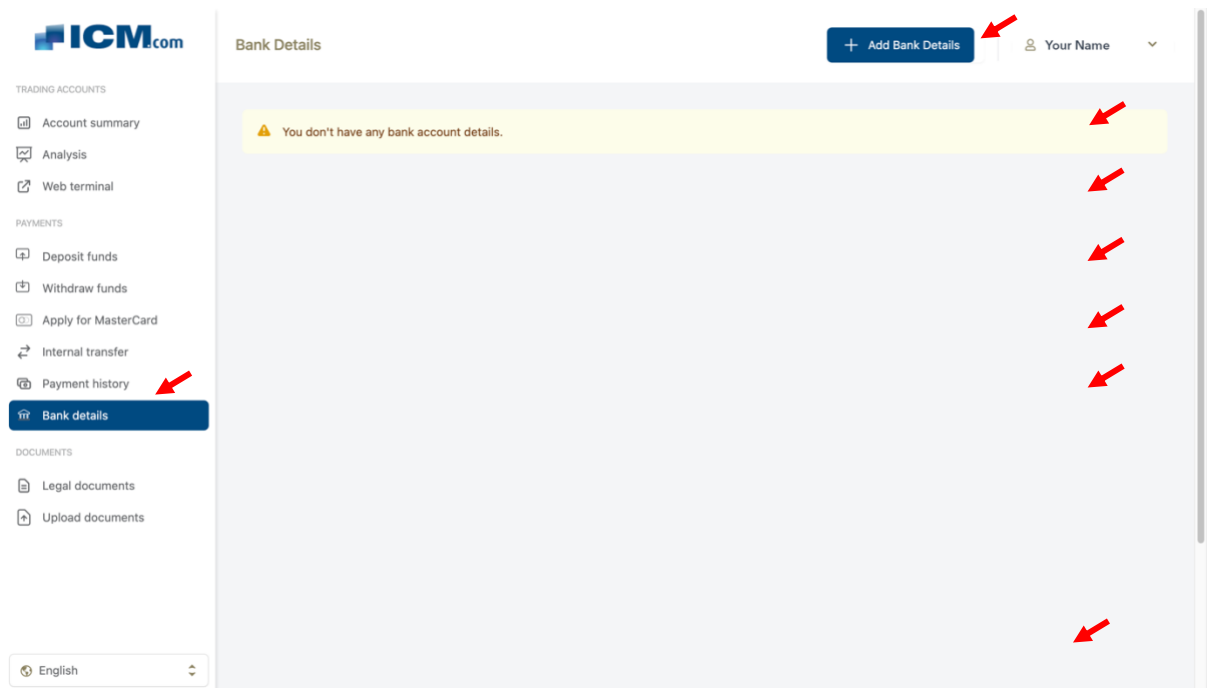 ICM.com
Bank Details
+ Add Bank Details
Your Name
TRADING ACCOUNTS
Account summary
Analysis
Web terminal
You don't have any bank account details.
PAYMENTS
Deposit funds
Withdraw funds
Apply for MasterCard
Internal transfer
Payment history
Bank details
DOCUMENTS
Legal documents
Upload documents
English